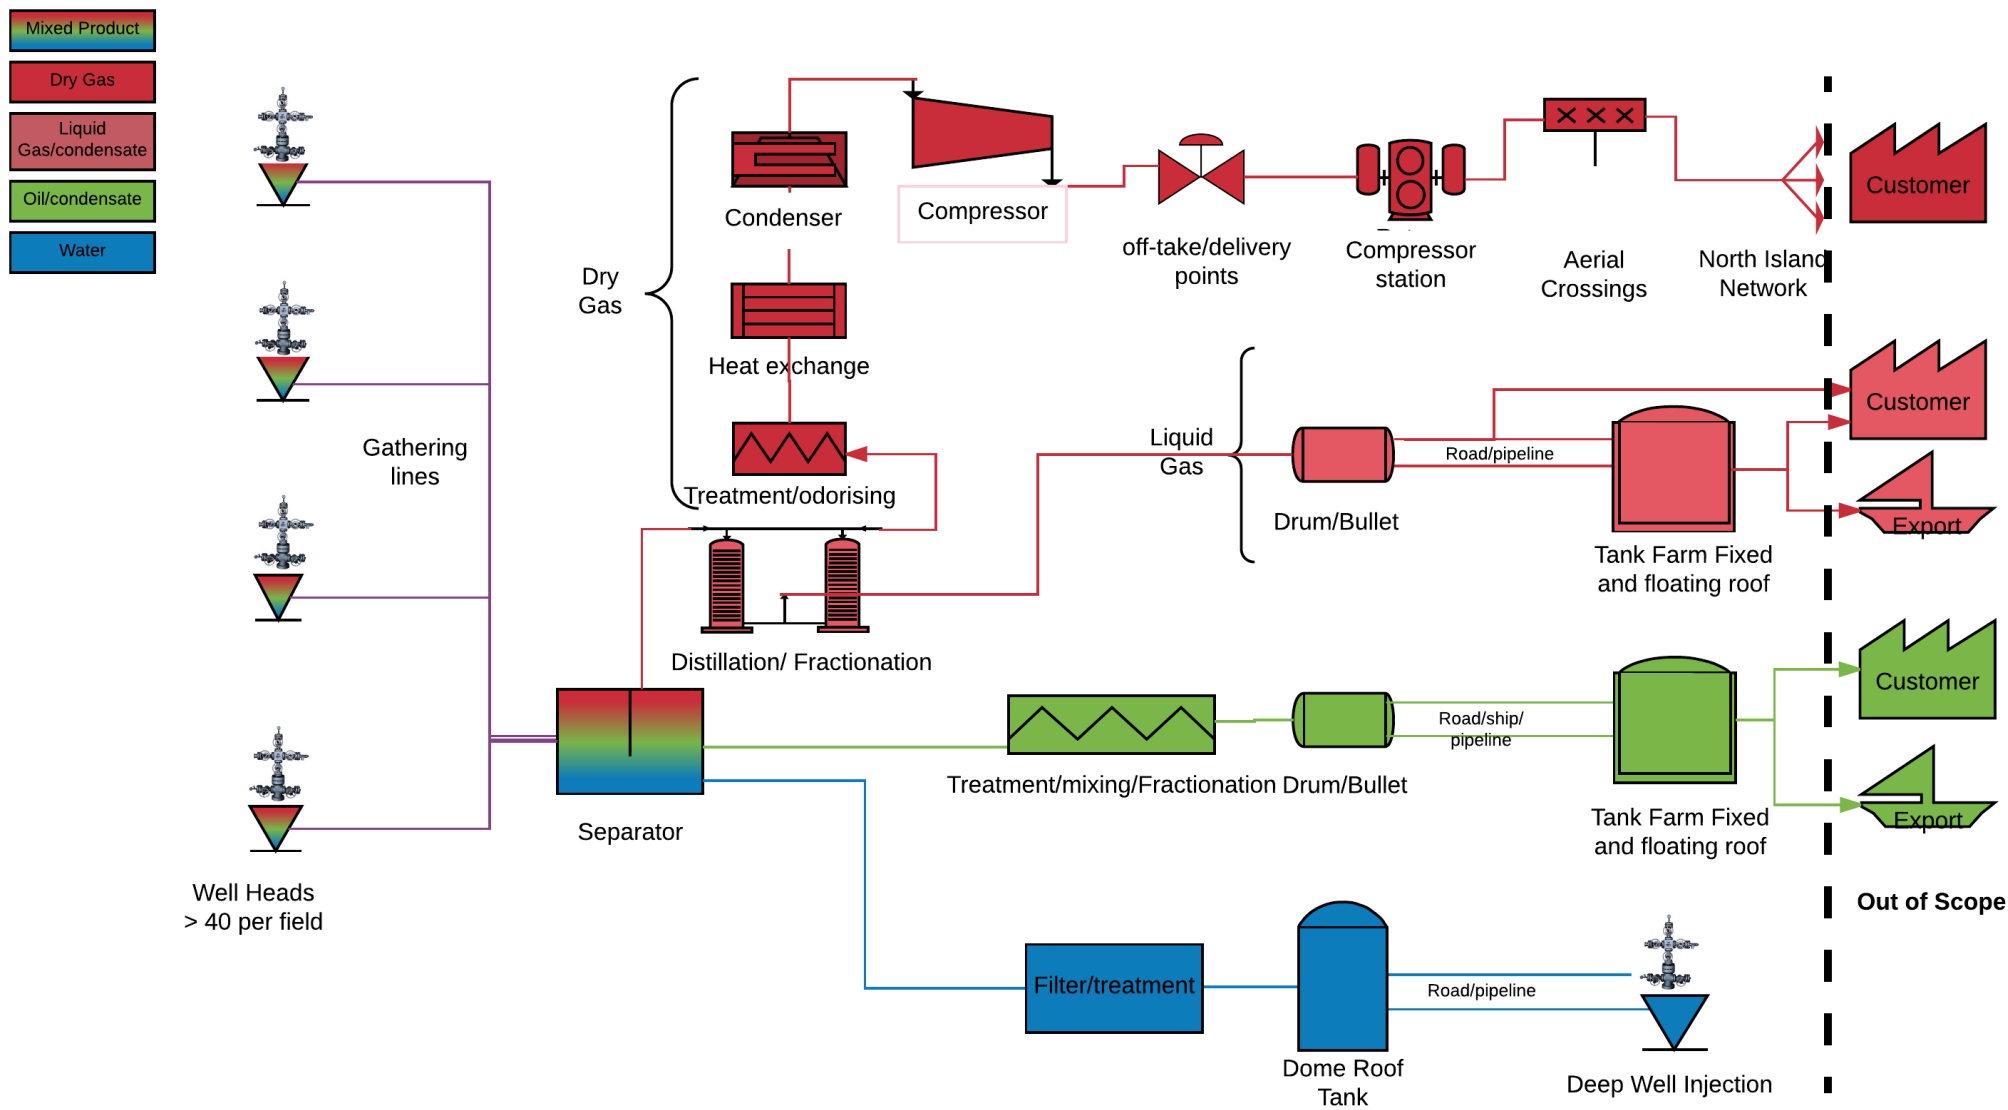 Mixed Product
Dry Gas
Liquid
Gas/condensate
Oil/condensate
Water
Condenser
Compressor
off-take/delivery
points
Compressor
station
Aerial
Crossings
North Island
Network
Customer
Dry
Gas
Heat exchange
Treatment/odorising
Gathering
lines
Liquid
Gas
Drum/Bullet
Road/pipeline
Tank Farm Fixed
and floating roof
Customer
Export
Distillation/ Fractionation
Separator
Treatment/mixing/Fractionation
Drum/Bullet
Road/ship/
pipeline
Tank Farm Fixed
and floating roof
Customer
Export
Well Heads
> 40 per field
Out of Scope
Filter/treatment
Dome Roof
Tank
Road/pipeline
Deep Well Injection